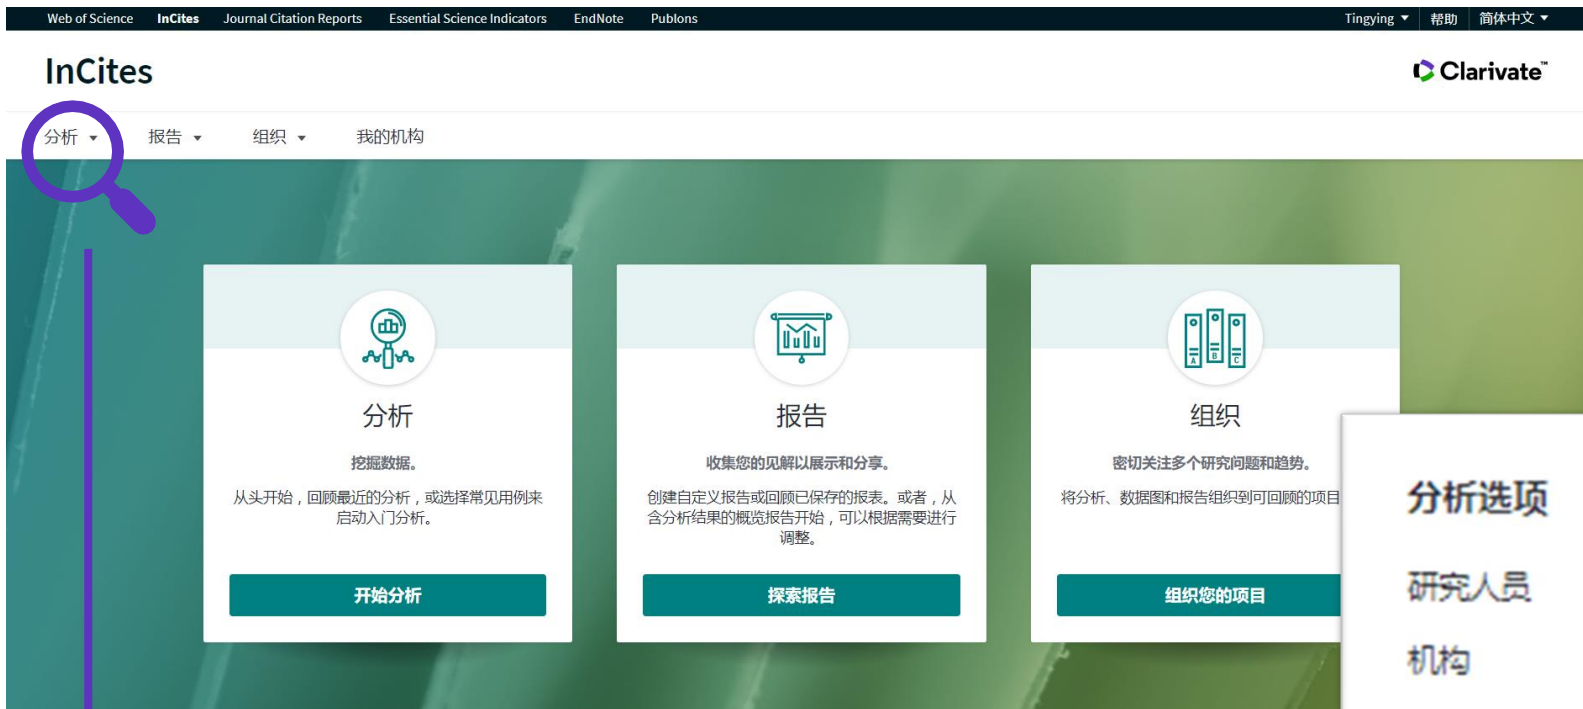 Web of Science InCites Journal Citation Reports Essential Science Indicators EndNote Publons Tingying 帮助 简体中文
InCites
Clarivate™
分析 报告 组织 我的机构
分析
挖掘数据。
从头开始，回顾最近的分析，或选择常见用例来
启动入门分析。
开始分析
报告
收集您的见解以展示和分享。
创建自定义报告或回顾已保存的报表。或者，从
含分析结果的概览报告开始，可以根据需要进行
调整。
探索报告
A B C
组织
密切关注多个研究问题和趋势。
将分析、数据图和报告组织到可回顾的项目
组织您的项目
分析选项
研究人员
机构